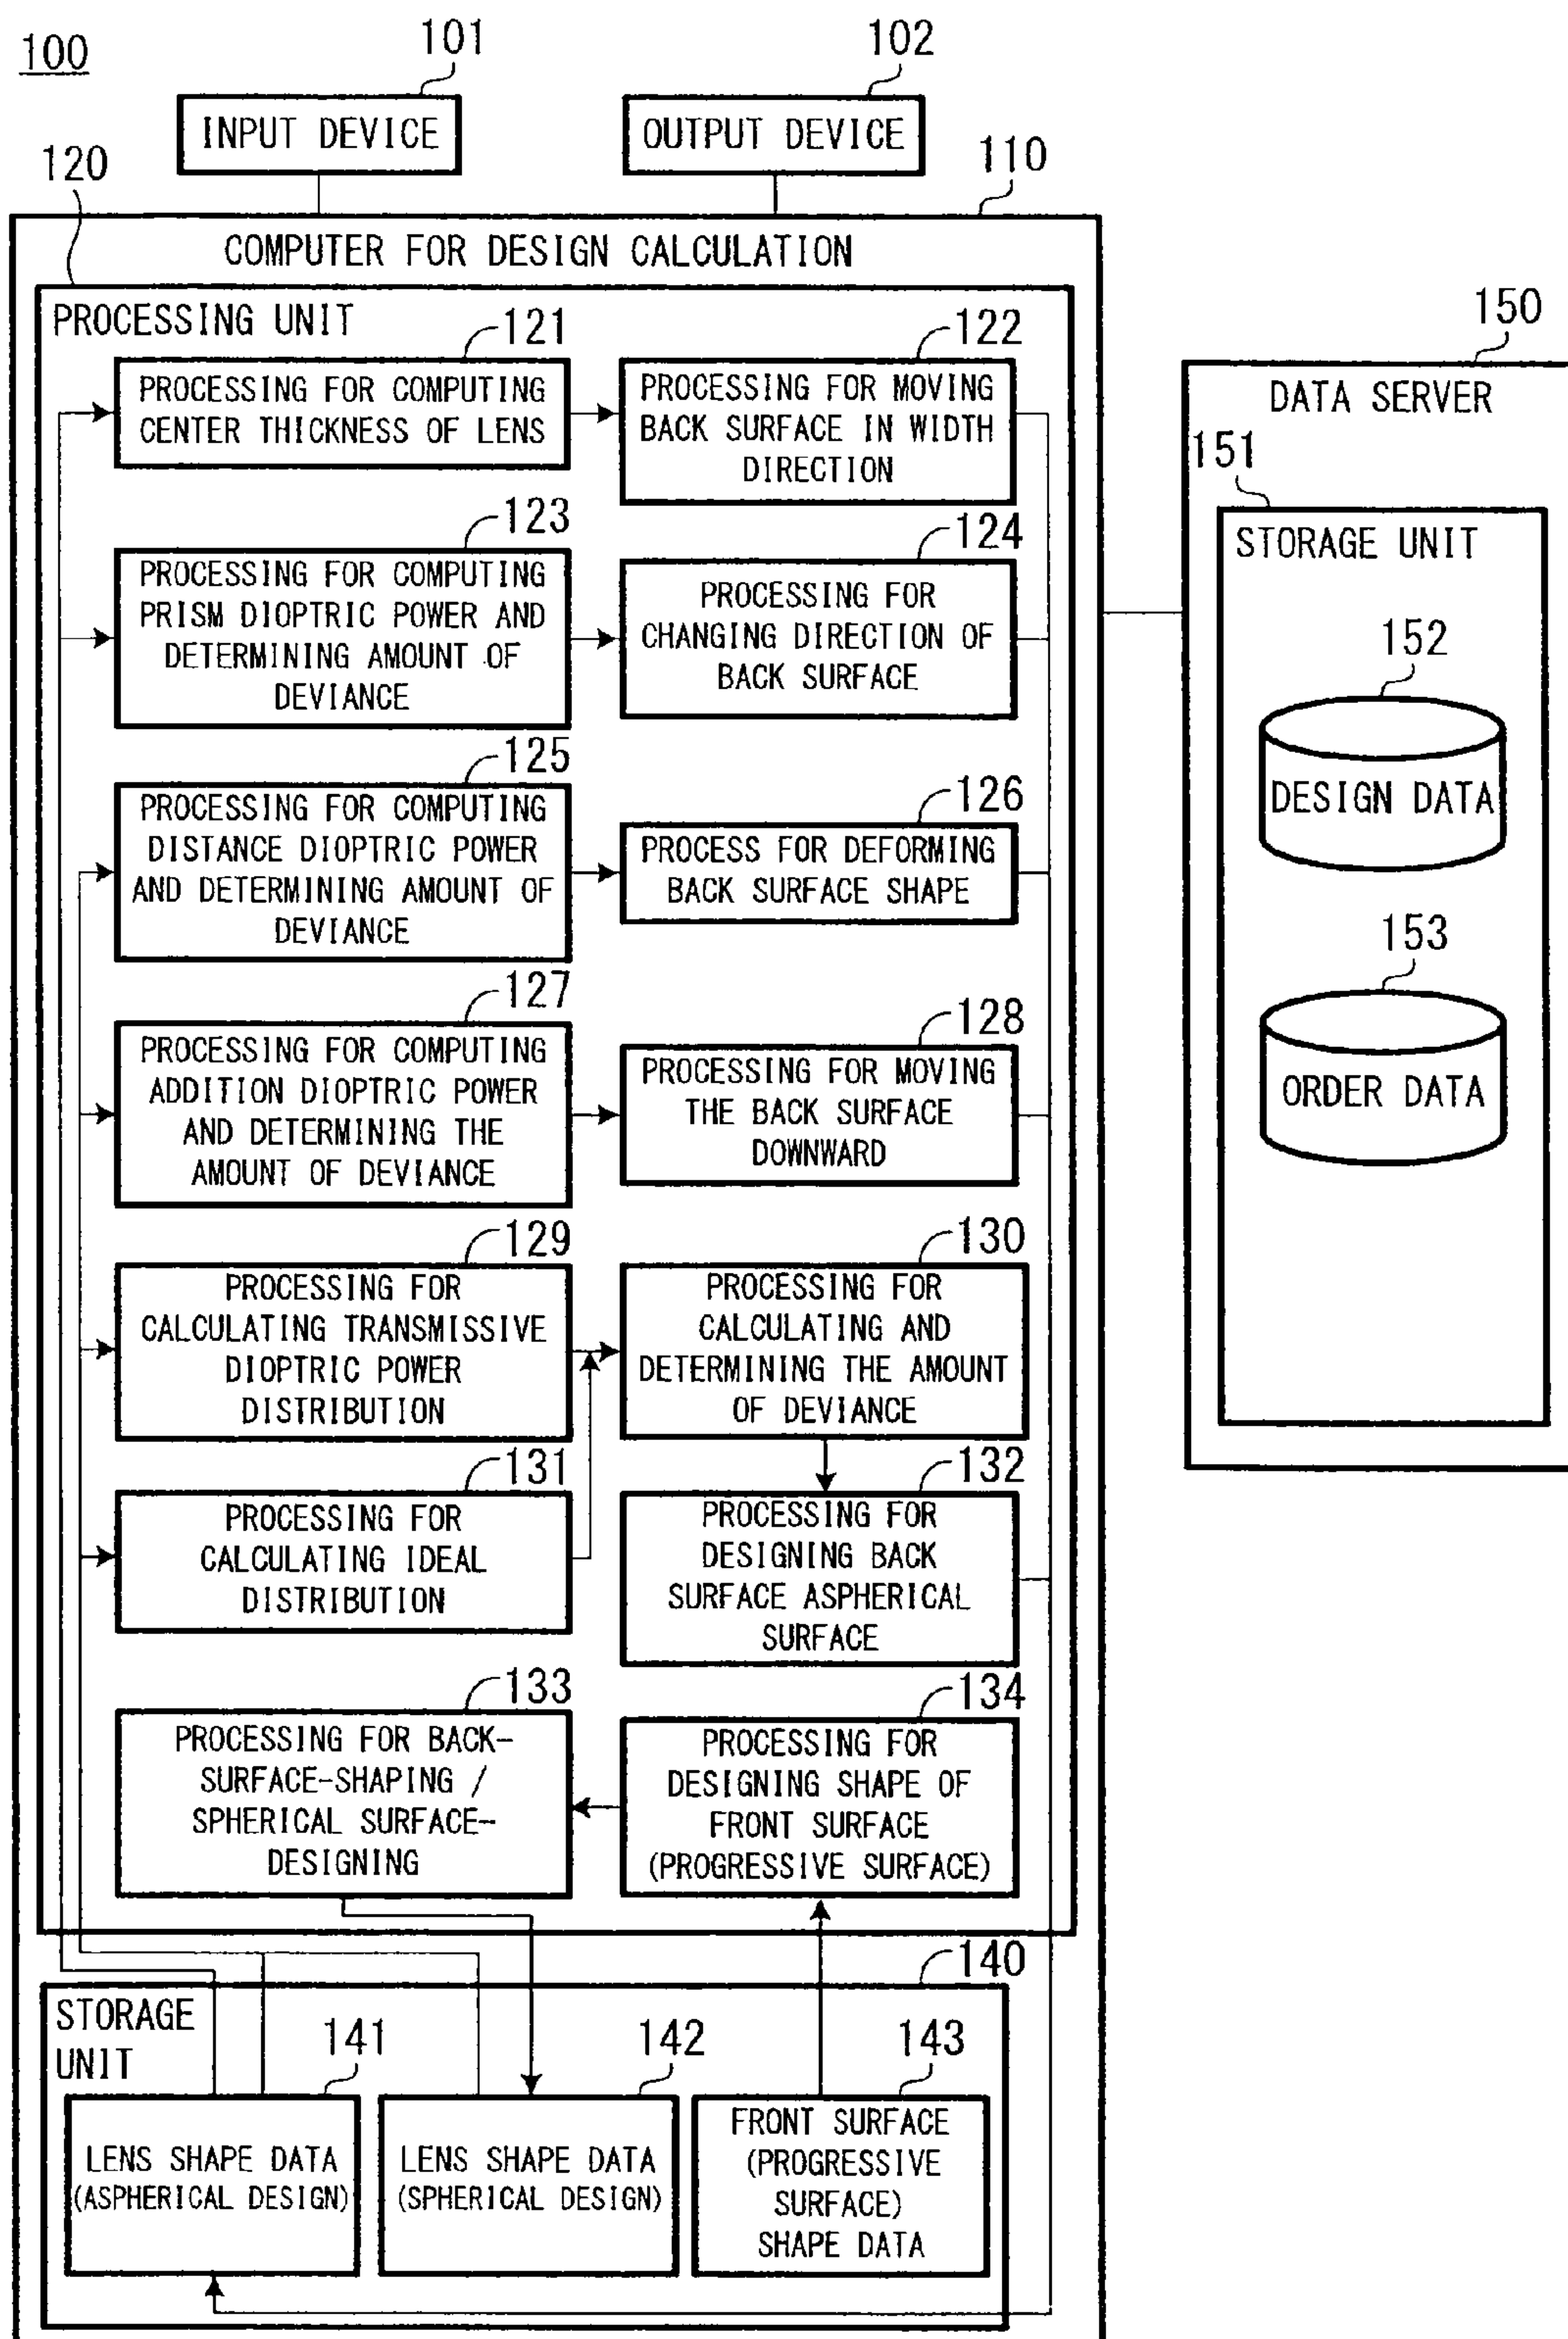 100
101
102
INPUT DEVICE
OUTPUT DEVICE
120
110
COMPUTER FOR DESIGN CALCULATION
PROCESSING UNIT
121
PROCESSING FOR COMPUTING
CENTER THICKNESS OF LENS
122
PROCESSING FOR MOVING
BACK SURFACE IN WIDTH
DIRECTION
123
PROCESSING FOR COMPUTING
PRISM DIOPTRIC POWER AND
DETERMINING AMOUNT OF
DEVIANCE
124
PROCESSING FOR
CHANGING DIRECTION OF
BACK SURFACE
125
PROCESSING FOR COMPUTING
DISTANCE DIOPTRIC POWER
AND DETERMINING AMOUNT OF
DEVIANCE
126
PROCESS FOR DEFORMING
BACK SURFACE SHAPE
127
PROCESSING FOR COMPUTING
ADDITION DIOPTRIC POWER
AND DETERMINING THE
AMOUNT OF DEVIANCE
128
PROCESSING FOR MOVING
THE BACK SURFACE
DOWNWARD
129
PROCESSING FOR
CALCULATING TRANSMISSIVE
DIOPTRIC POWER
DISTRIBUTION
130
PROCESSING FOR
CALCULATING AND
DETERMINING THE AMOUNT
OF DEVIANCE
131
PROCESSING FOR
CALCULATING IDEAL
DISTRIBUTION
132
PROCESSING FOR
DESIGNING BACK
SURFACE ASPHERICAL
SURFACE
133
PROCESSING FOR BACK-
SURFACE-SHAPING /
SPHERICAL SURFACE-
DESIGNING
134
PROCESSING FOR
DESIGNING SHAPE OF
FRONT SURFACE
(PROGRESSIVE SURFACE)
140
STORAGE
UNIT
141
LENS SHAPE DATA
(ASPHERICAL DESIGN)
142
LENS SHAPE DATA
(SPHERICAL DESIGN)
143
FRONT SURFACE
(PROGRESSIVE
SURFACE)
SHAPE DATA
150
DATA SERVER
151
STORAGE UNIT
152
DESIGN DATA
153
ORDER DATA